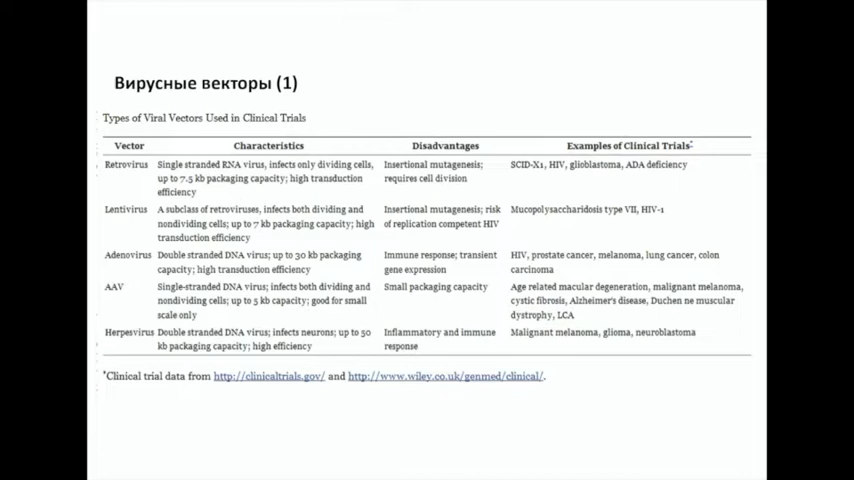 Вирусные векторы (1)
Types of Viral Vectors Used in Clinical Trials
Vector Characteristics Disadvantages Examples of Clinical Trials*
Retrovirus Single stranded RNA virus, infects only dividing cells, Insertional mutagenesis; SCID-X1, HIV, glioblastoma, ADA deficiency
up to 7.5 kb packaging capacity; high transduction requires cell division
efficiency
Lentivirus A subclass of retroviruses, infects both dividing and Insertional mutagenesis; risk Mucopolysaccharidosis type VII, HIV-1
nondividing cells; up to 7 kb packaging capacity; high of replication competent HIV
transduction efficiency
Adenovirus Double stranded DNA virus; up to 30 kb packaging Immune response; transient HIV, prostate cancer, melanoma, lung cancer, colon
capacity; high transduction efficiency gene expression carcinoma
AAV Single-stranded DNA virus; infects both dividing and Small packaging capacity Age related macular degeneration, malignant melanoma,
nondividing cells; up to 5 kb capacity; good for small cystic fibrosis, Alzheimer's disease, Duchen ne muscular
scale only dystrophy, LCA
Herpesvirus Double stranded DNA virus; infects neurons; up to 50 Inflammatory and immune Malignant melanoma, glioma, neuroblastoma
kb packaging capacity; high efficiency response
*Clinical trial data from http://clinicaltrials.gov/ and http://www.wiley.co.uk/genmed/clinical/.